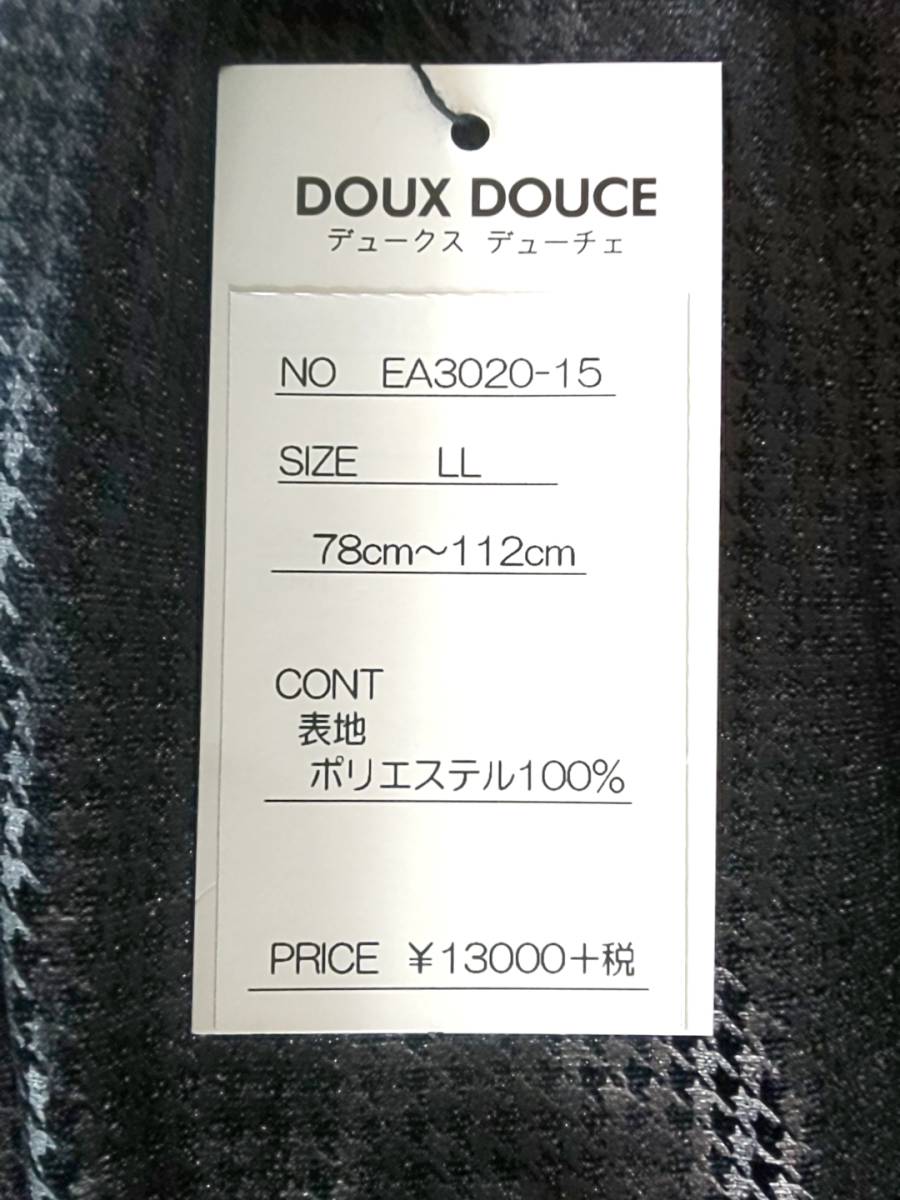 DOUX DOUCE
デュークス デューチェ
NO EA3020-15
SIZE LL
78cm〜112cm
CONT
表地
ポリエステル100%
PRICE ¥13000+税